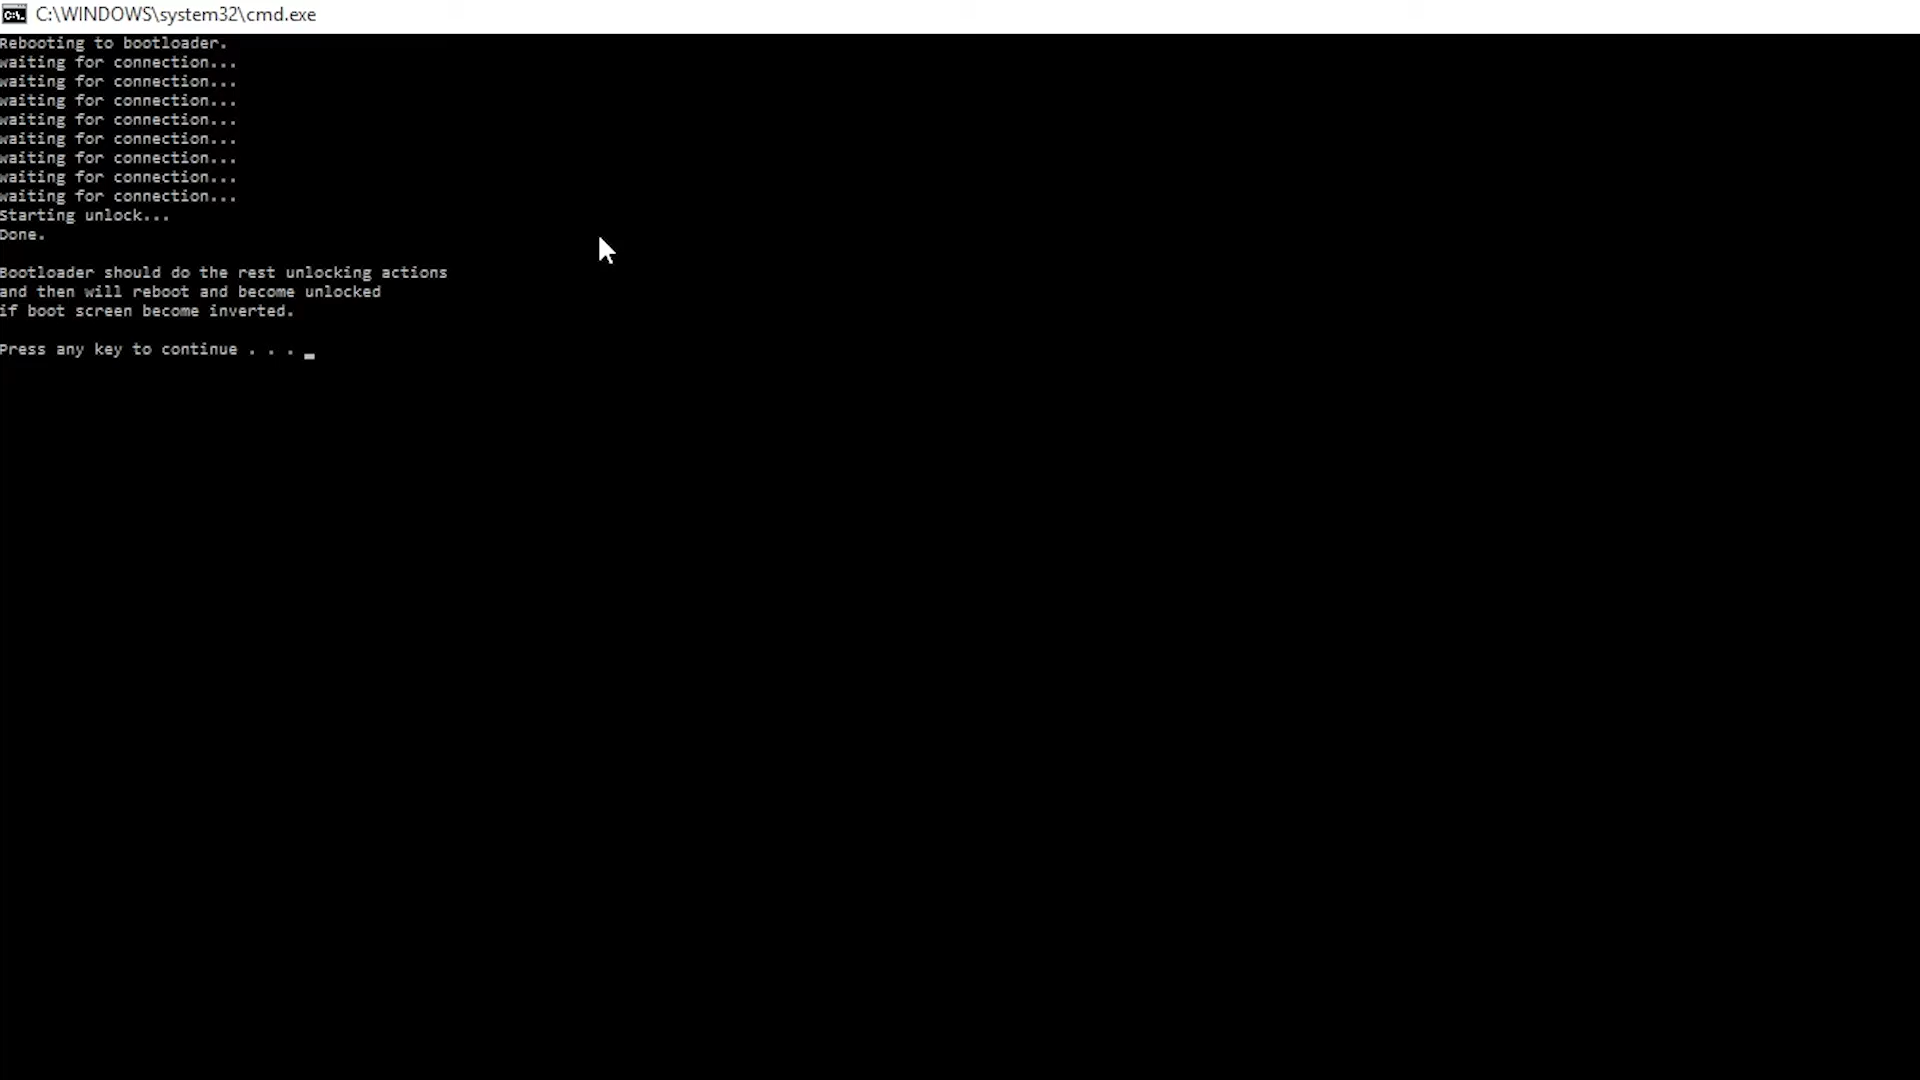 C:\WINDOWS\system32\cmd.exe
Rebooting to bootloader.
waiting for connection...
waiting for connection...
waiting for connection...
waiting for connection...
waiting for connection...
waiting for connection...
waiting for connection...
waiting for connection...
Starting unlock...
Done.
Bootloader should do the rest unlocking actions
and then will reboot and become unlocked
if boot screen become inverted.
Press any key to continue . . . _